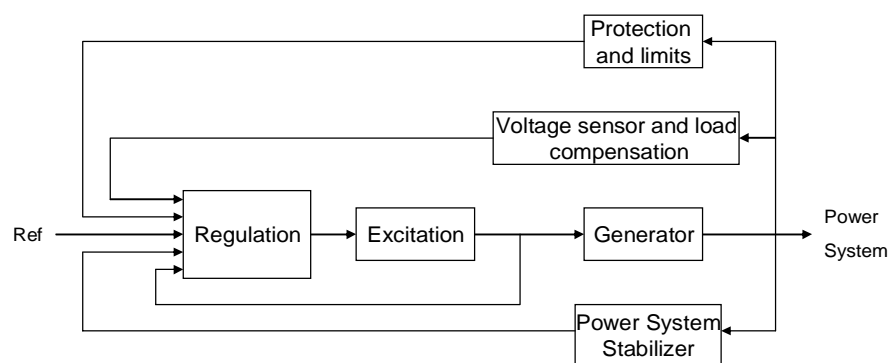 Protection
and limits
Voltage sensor and load
compensation
Ref
Regulation
Excitation
Generator
Power
System
Power System
Stabilizer